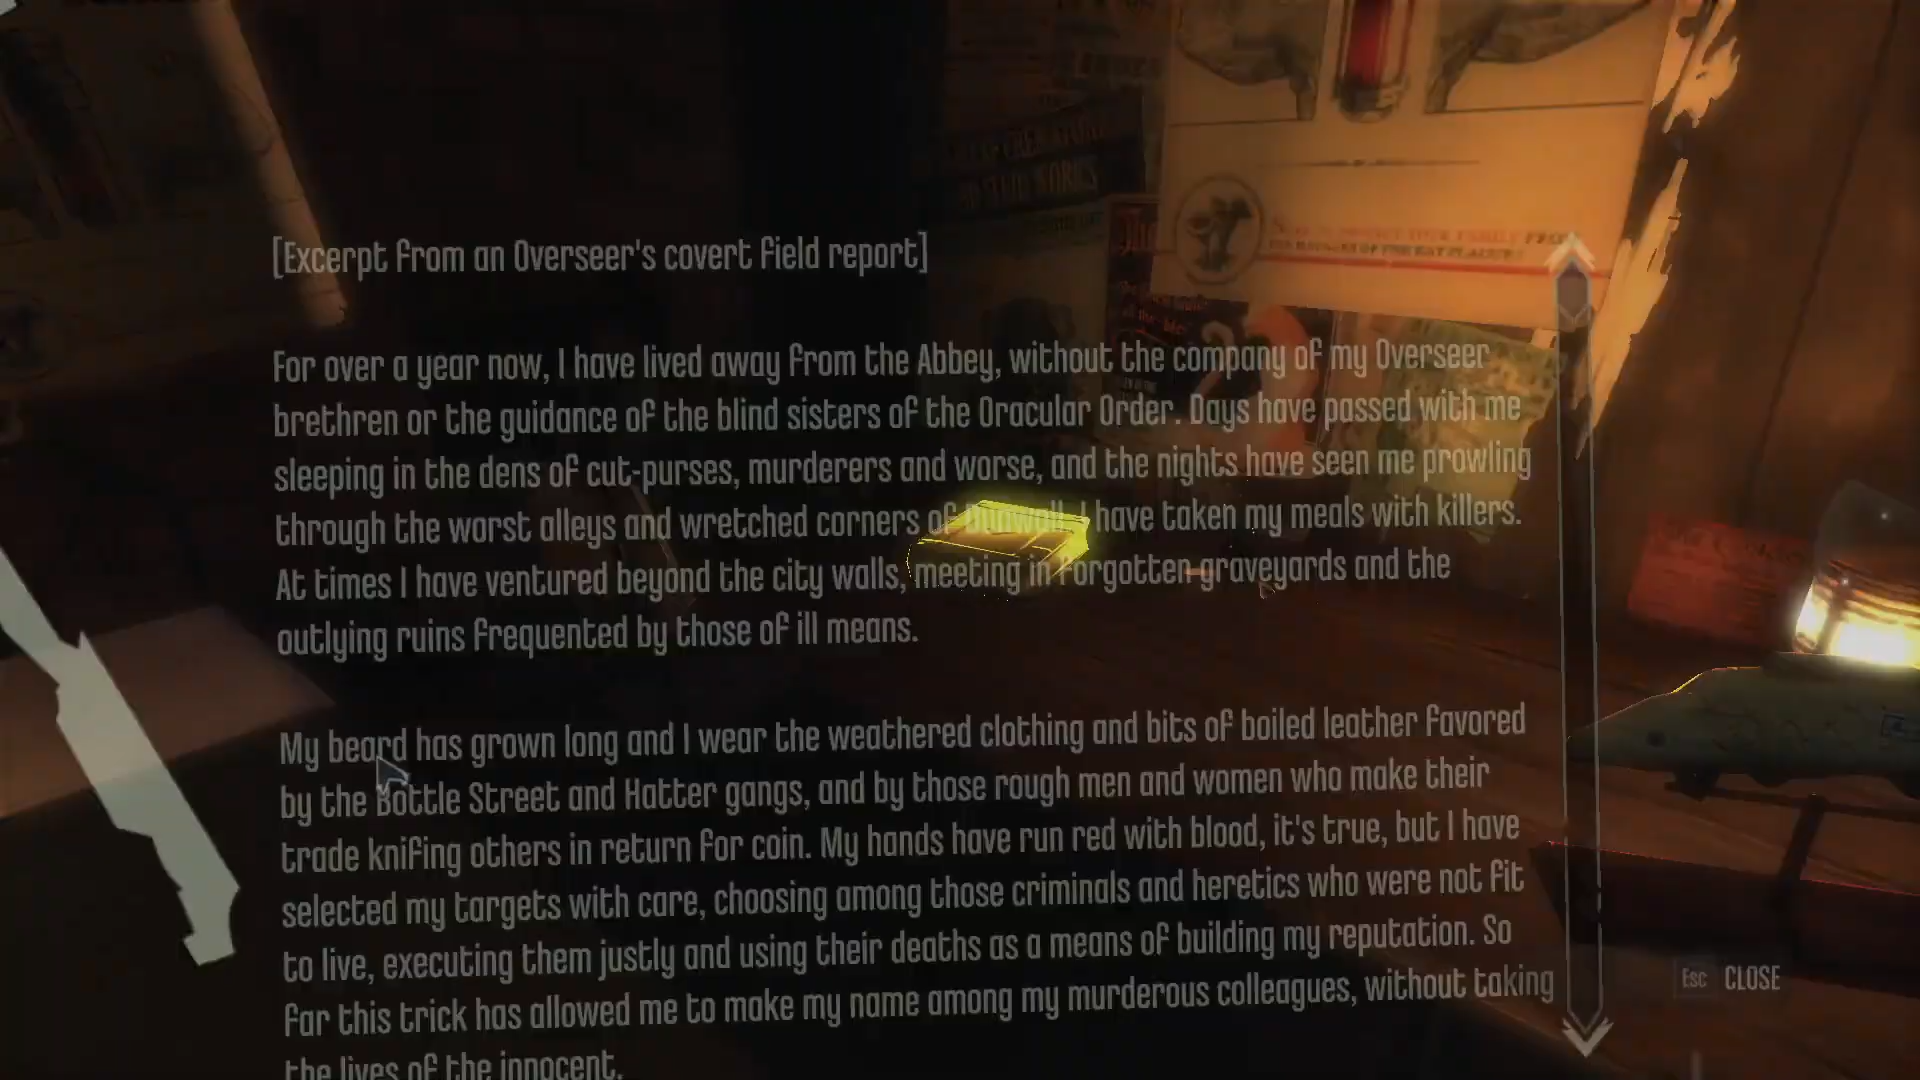 [Excerpt from an Overseer's covert field report]
For over a year now, I have lived away from the Abbey, without the company of my Overseer
brethren or the guidance of the blind sisters of the Oracular Order. Days have passed with me
sleeping in the dens of cut-purses, murderers and worse, and the nights have seen me prowling
through the worst alleys and wretched corners of Dunwall. I have taken my meals with killers.
At times I have ventured beyond the city walls, meeting in forgotten graveyards and the
outlying ruins frequented by those of ill means.
My beard has grown long and I wear the weathered clothing and bits of boiled leather favored
by the Bottle Street and Hatter gangs, and by those rough men and women who make their
trade knifing others in return for coin. My hands have run red with blood, it's true, but I have
selected my targets with care, choosing among those criminals and heretics who were not fit
to live, executing them justly and using their deaths as a means of building my reputation. So
far this trick has allowed me to make my name among my murderous colleagues, without taking
the lives of the innocent.
Esc CLOSE